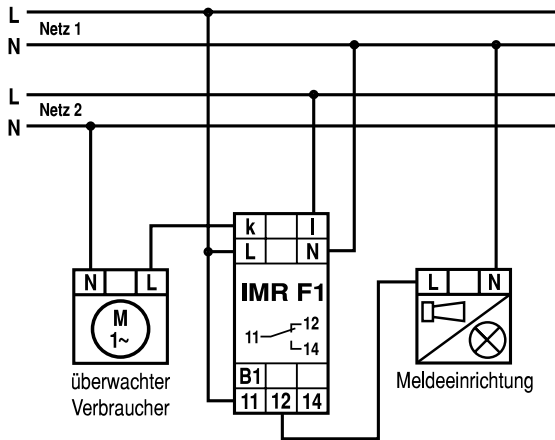 L
Netz 1
N
L
Netz 2
N
k l
L N
N L
IMR F1
L N
M
1~
12
11
14
B1
überwachter
Verbraucher
11 12 14
Meldeeinrichtung